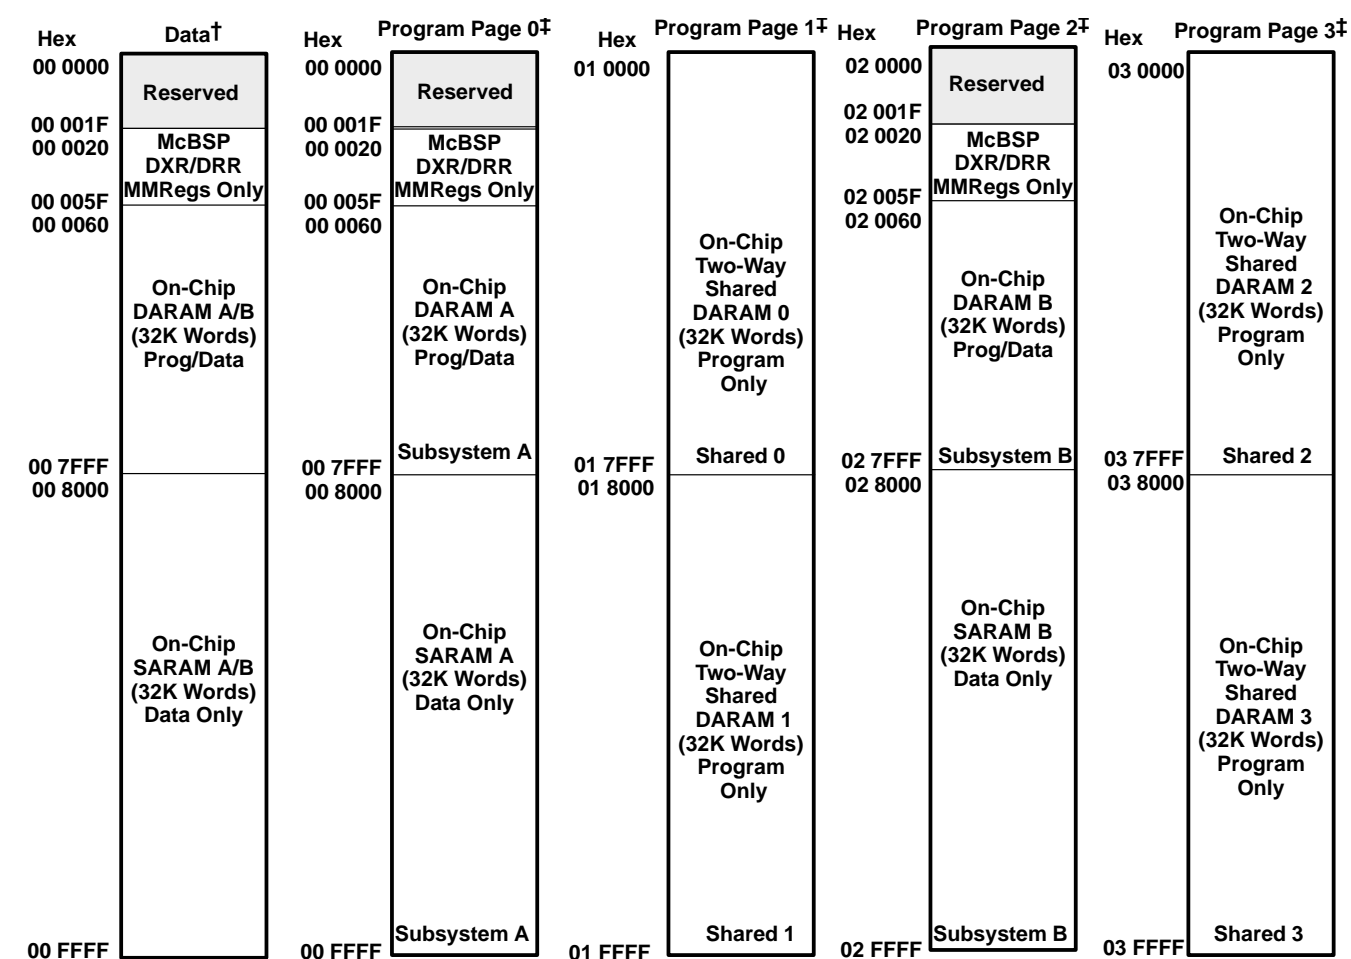 Hex
Data†
00 0000
Reserved
00 001F
00 0020
McBSP
DXR/DRR
MMRegs Only
00 005F
00 0060
On-Chip
DARAM A/B
(32K Words)
Prog/Data
00 7FFF
00 8000
On-Chip
SARAM A/B
(32K Words)
Data Only
00 FFFF
Hex
Program Page 0‡
00 0000
Reserved
00 001F
00 0020
McBSP
DXR/DRR
MMRegs Only
00 005F
00 0060
On-Chip
DARAM A
(32K Words)
Prog/Data
Subsystem A
00 7FFF
00 8000
On-Chip
SARAM A
(32K Words)
Data Only
Subsystem A
00 FFFF
Hex
Program Page 1‡
01 0000
On-Chip
Two-Way
Shared
DARAM 0
(32K Words)
Program
Only
Shared 0
01 7FFF
01 8000
On-Chip
Two-Way
Shared
DARAM 1
(32K Words)
Program
Only
Shared 1
01 FFFF
Hex
Program Page 2‡
02 0000
Reserved
02 001F
02 0020
McBSP
DXR/DRR
MMRegs Only
02 005F
02 0060
On-Chip
DARAM B
(32K Words)
Prog/Data
Subsystem B
02 7FFF
02 8000
On-Chip
SARAM B
(32K Words)
Data Only
Subsystem B
02 FFFF
Hex
Program Page 3‡
03 0000
On-Chip
Two-Way
Shared
DARAM 2
(32K Words)
Program
Only
Shared 2
03 7FFF
03 8000
On-Chip
Two-Way
Shared
DARAM 3
(32K Words)
Program
Only
Shared 3
03 FFFF